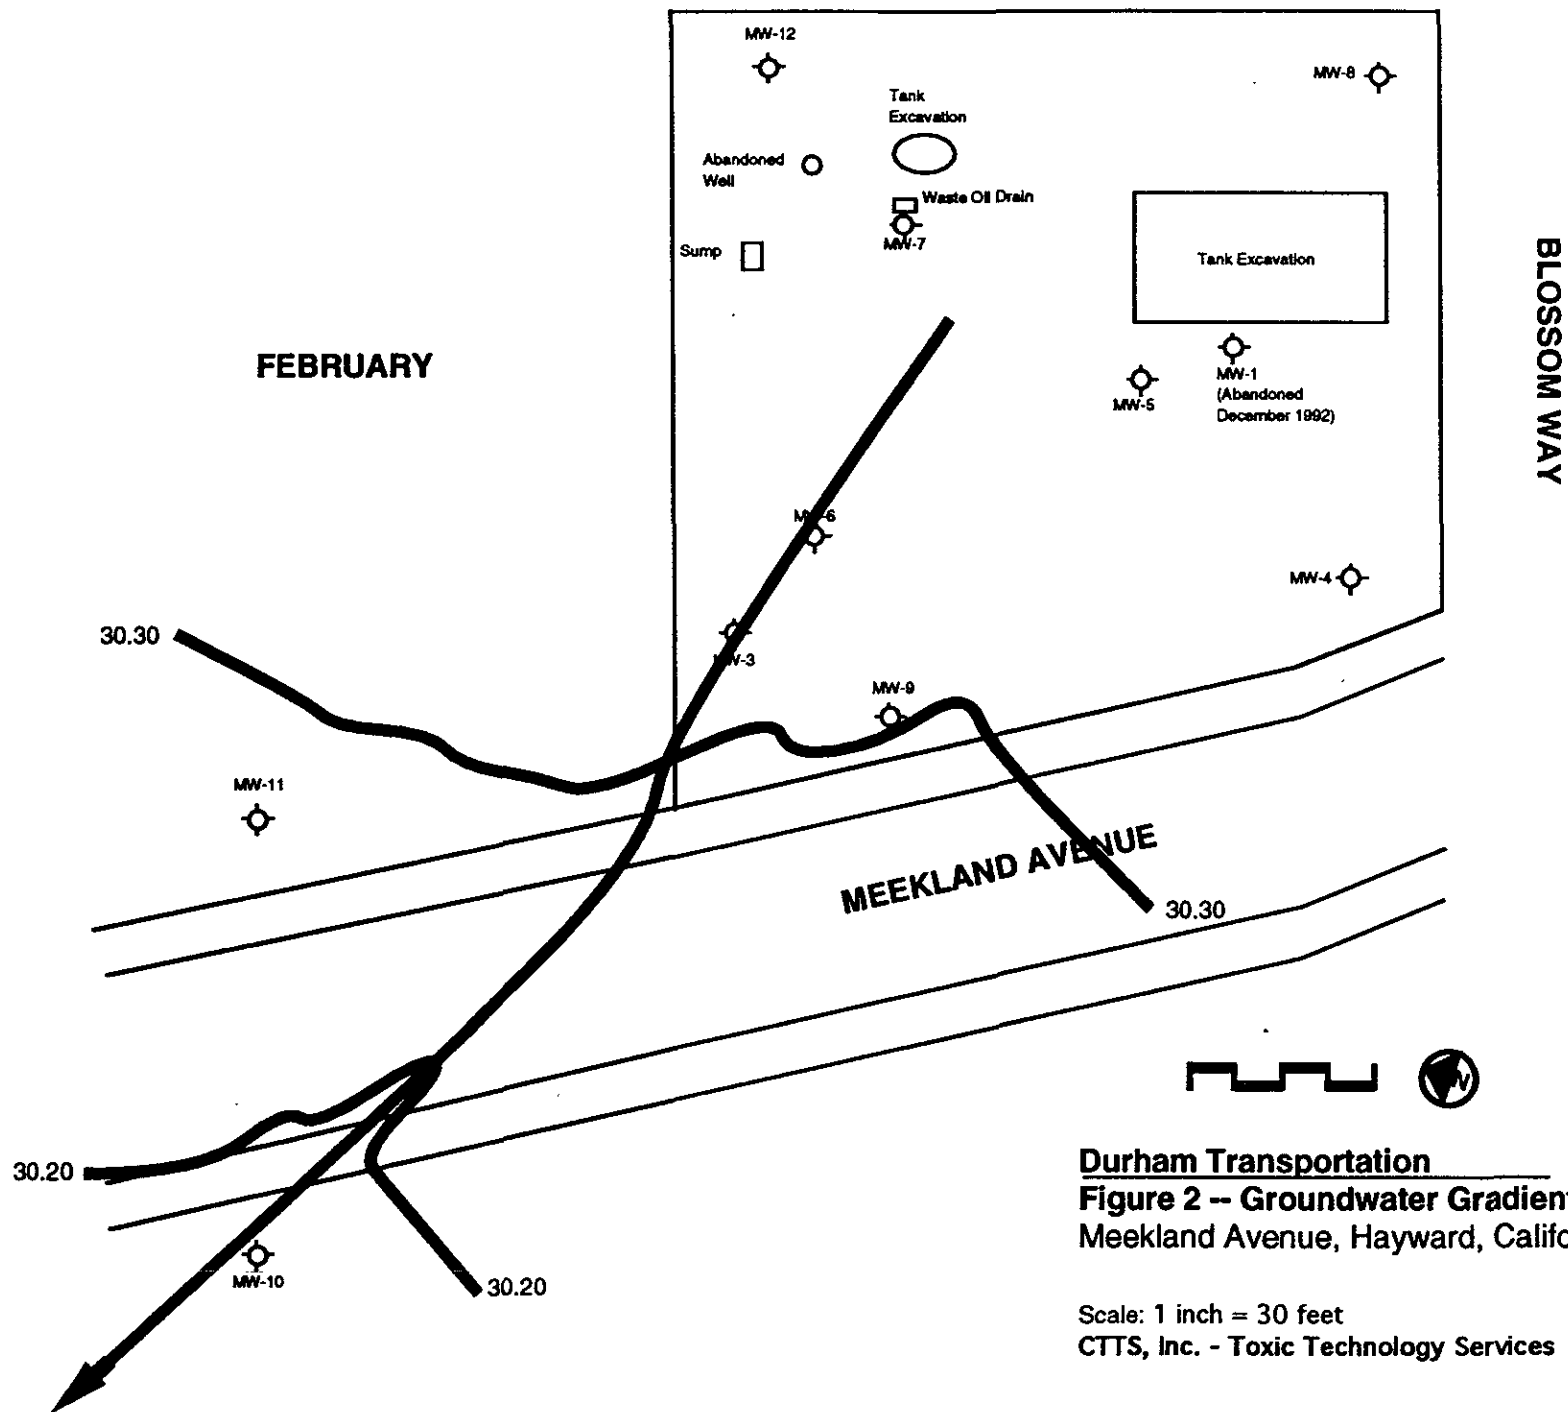 MW-12
MW-8
Tank
Excavation
Abandoned
Well
Waste Oil Drain
MW-7
Sump
Tank Excavation
BLOSSOM WAY
FEBRUARY
MW-1
(Abandoned
December 1992)
MW-5
MW-6
MW-4
30.30
MW-3
MW-9
MW-11
MEEKLAND AVENUE
30.30
N
30.20
MW-10
30.20
Durham Transportation
Figure 2 -- Groundwater Gradien
Meekland Avenue, Hayward, Califo
Scale: 1 inch = 30 feet
CTTS, Inc. - Toxic Technology Services